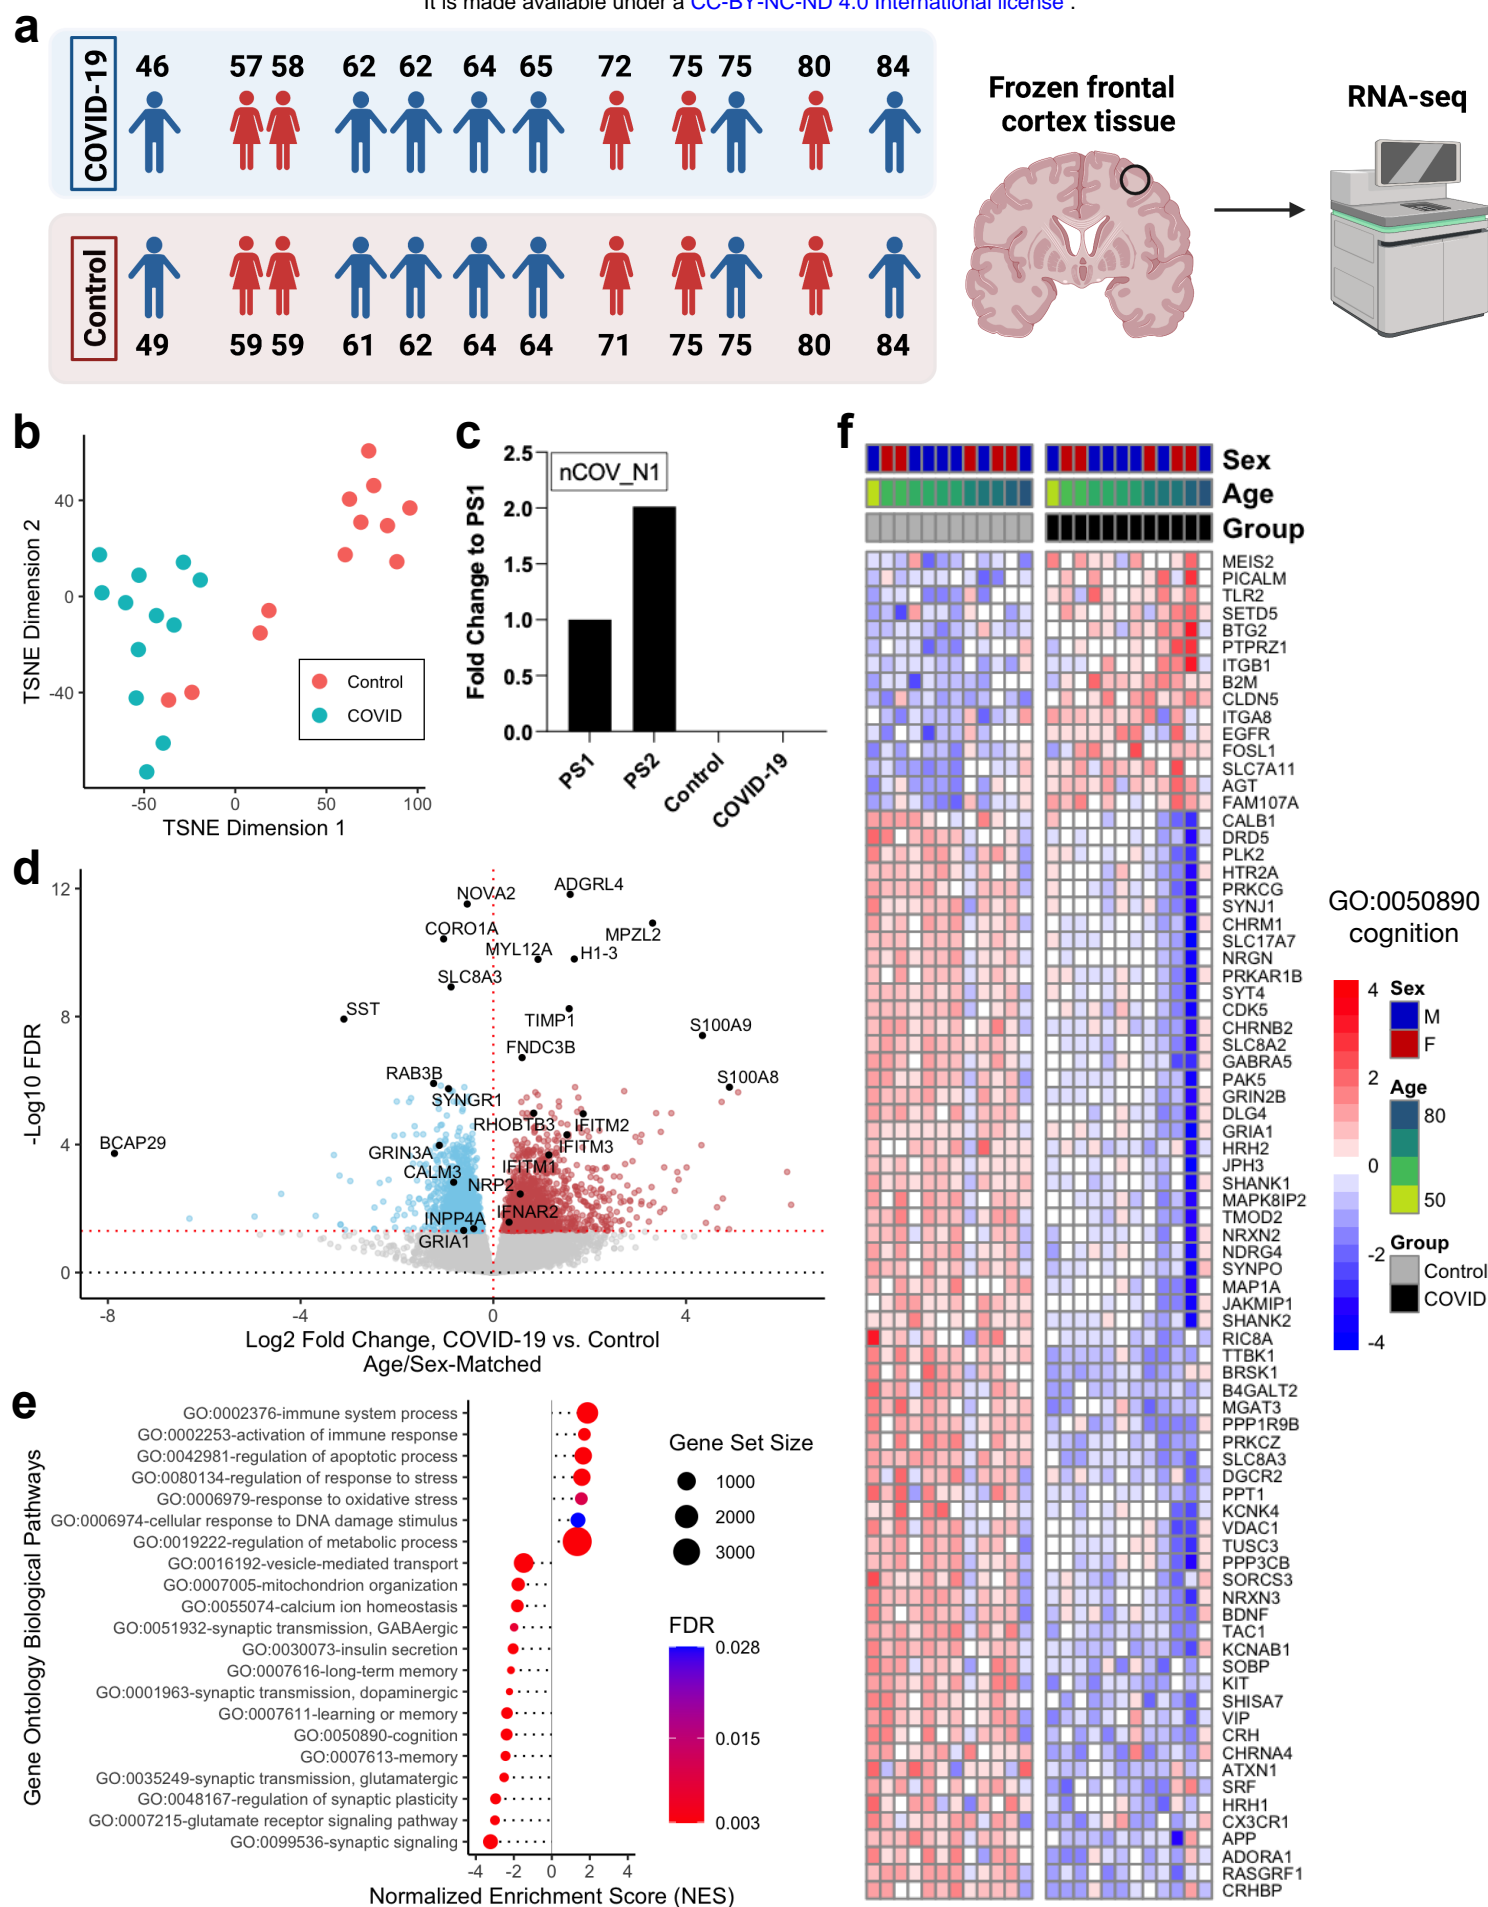 It is made available under a CC-BY-NC-ND 4.0 International license .
a
COVID-19
46 57 58 62 62 64 65 72 75 75 80 84
Control
49 59 59 61 62 64 64 71 75 75 80 84
Frozen frontal
cortex tissue
RNA-seq
b
TSNE Dimension 2
40
0
-40
Control
COVID
-50 0 50 100
TSNE Dimension 1
c
Fold Change to PS1
2.5
2.0
1.5
1.0
0.5
0.0
nCOV_N1
PS1
PS2
Control
COVID-19
d
-Log10 FDR
12
8
4
0
NOVA2
ADGRL4
CORO1A
MPZL2
MYL12A
H1-3
SLC8A3
SST
TIMP1
S100A9
FNDC3B
RAB3B
S100A8
SYNGR1
RHOBTB3
IFITM2
BCAP29
GRIN3A
IFITM3
CALM3
IFITM1
NRP2
INPP4A
IFNAR2
GRIA1
-8 -4 0 4
Log2 Fold Change, COVID-19 vs. Control
Age/Sex-Matched
e
Gene Ontology Biological Pathways
GO:0002376-immune system process
GO:0002253-activation of immune response
GO:0042981-regulation of apoptotic process
GO:0080134-regulation of response to stress
GO:0006979-response to oxidative stress
GO:0006974-cellular response to DNA damage stimulus
GO:0019222-regulation of metabolic process
GO:0016192-vesicle-mediated transport
GO:0007005-mitochondrion organization
GO:0055074-calcium ion homeostasis
GO:0051932-synaptic transmission, GABAergic
GO:0030073-insulin secretion
GO:0007616-long-term memory
GO:0001963-synaptic transmission, dopaminergic
GO:0007611-learning or memory
GO:0050890-cognition
GO:0007613-memory
GO:0035249-synaptic transmission, glutamatergic
GO:0048167-regulation of synaptic plasticity
GO:0007215-glutamate receptor signaling pathway
GO:0099536-synaptic signaling
-4 -2 0 2 4
Normalized Enrichment Score (NES)
Gene Set Size
1000
2000
3000
FDR
0.028
0.015
0.003
f
Sex
Age
Group
MEIS2
PICALM
TLR2
SETD5
BTG2
PTPRZ1
ITGB1
B2M
CLDN5
ITGA8
EGFR
FOSL1
SLC7A11
AGT
FAM107A
CALB1
DRD5
PLK2
HTR2A
PRKCG
SYNJ1
CHRM1
SLC17A7
NRGN
PRKAR1B
SYT4
CDK5
CHRNB2
SLC8A2
GABRA5
PAK5
GRIN2B
DLG4
GRIA1
HRH2
JPH3
SHANK1
MAPK8IP2
TMOD2
NRXN2
NDRG4
SYNPO
MAP1A
JAKMIP1
SHANK2
RIC8A
TTBK1
BRSK1
B4GALT2
MGAT3
PPP1R9B
PRKCZ
SLC8A3
DGCR2
PPT1
KCNK4
VDAC1
TUSC3
PPP3CB
SORCS3
NRXN3
BDNF
TAC1
KCNAB1
SOBP
KIT
SHISA7
VIP
CRH
CHRNA4
ATXN1
SRF
HRH1
CX3CR1
APP
ADORA1
RASGRF1
CRHBP
GO:0050890
cognition
4
2
0
-2
-4
Sex
M
F
Age
80
50
Group
Control
COVID